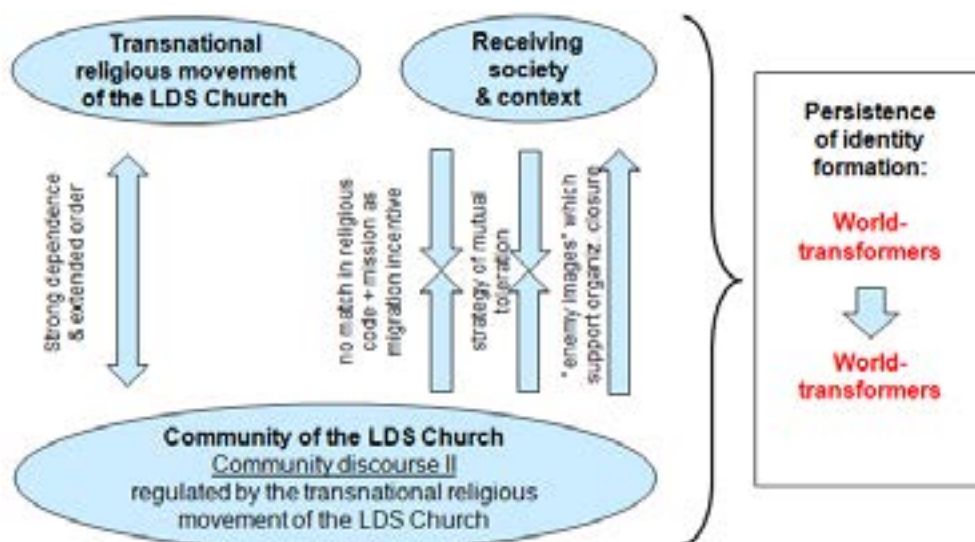 Transnational
religious movement
of the LDS Church
Receiving
society
& context
Strong dependence
& extended order
no match in religious
code + mission as
migration incentive
strategy of mutual
toleration
"enemy images" which
support organiz. closure
Community of the LDS Church
Community discourse II
regulated by the transnational religious
movement of the LDS Church
Persistence
of identity
formation:
World-
transformers
World-
transformers